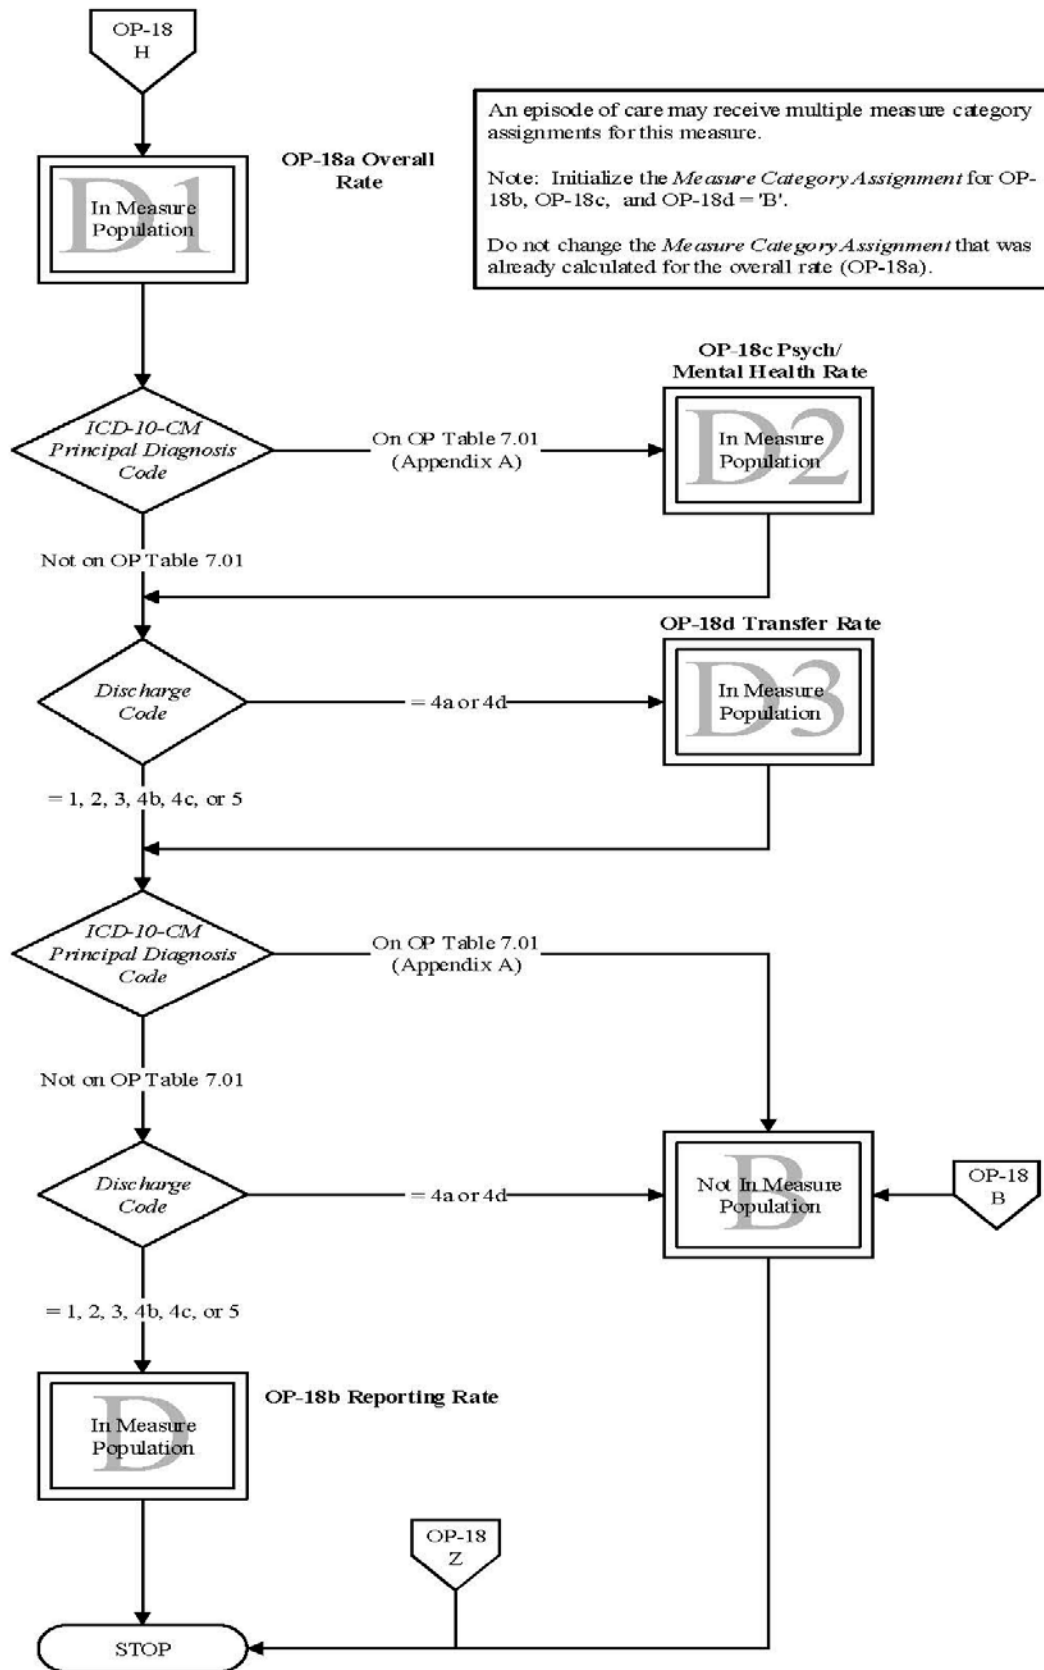 OP-18
H
An episode of care may receive multiple measure category
assignments for this measure.
Note: Initialize the Measure Category Assignment for OP-
18b, OP-18c, and OP-18d = 'B'.
Do not change the Measure Category Assignment that was
already calculated for the overall rate (OP-18a).
OP-18a Overall
Rate
D1
In Measure
Population
OP-18c Psych/
Mental Health Rate
ICD-10-CM
Principal Diagnosis
Code
On OP Table 7.01
(Appendix A)
D2
In Measure
Population
Not on OP Table 7.01
OP-18d Transfer Rate
Discharge
Code
= 4a or 4d
D3
In Measure
Population
= 1, 2, 3, 4b, 4c, or 5
ICD-10-CM
Principal Diagnosis
Code
On OP Table 7.01
(Appendix A)
Not on OP Table 7.01
Discharge
Code
= 4a or 4d
B
Not In Measure
Population
OP-18
B
= 1, 2, 3, 4b, 4c, or 5
OP-18b Reporting Rate
D
In Measure
Population
OP-18
Z
STOP